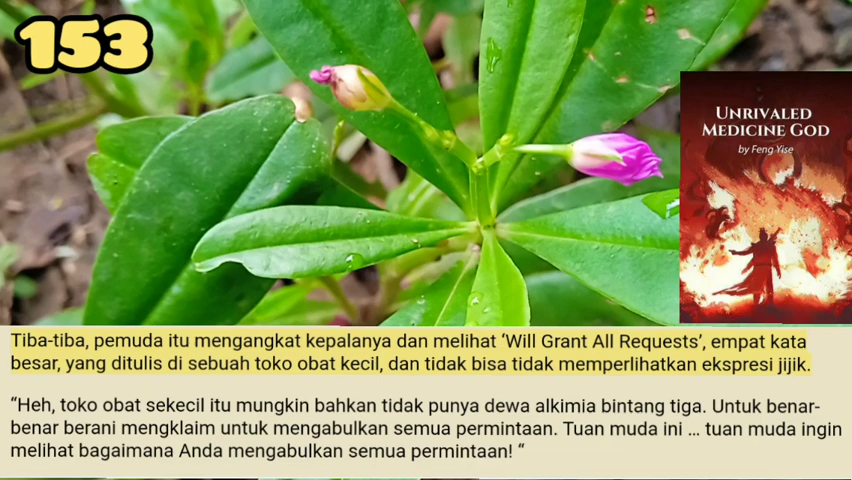 153
UNRIVALED
MEDICINE GOD
by Feng Yise
Tiba-tiba, pemuda itu mengangkat kepalanya dan melihat ‘Will Grant All Requests’, empat kata
besar, yang ditulis di sebuah toko obat kecil, dan tidak bisa tidak memperlihatkan ekspresi jijik.
“Heh, toko obat sekecil itu mungkin bahkan tidak punya dewa alkimia bintang tiga. Untuk benar-
benar berani mengklaim untuk mengabulkan semua permintaan. Tuan muda ini ... tuan muda ingin
melihat bagaimana Anda mengabulkan semua permintaan! “